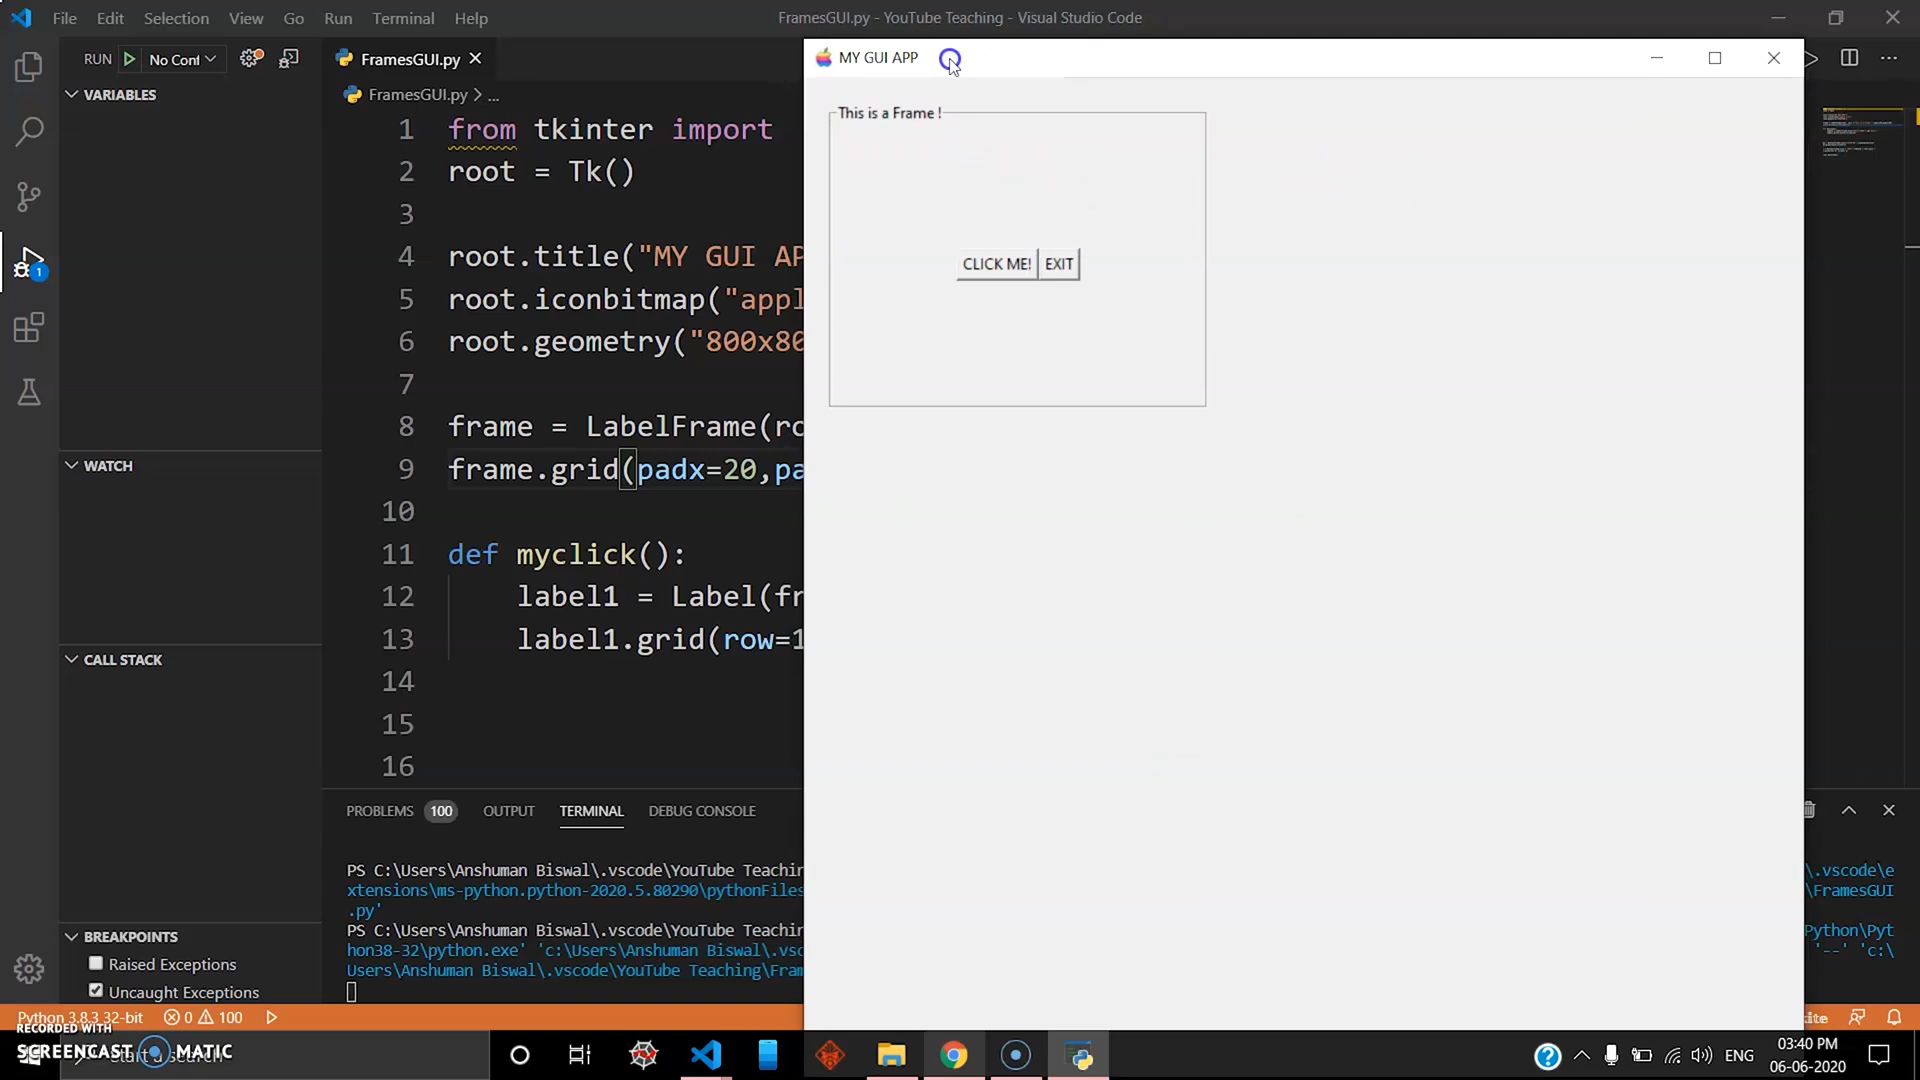 File Edit Selection View Go Run Terminal Help
FramesGUI.py - YouTube Teaching - Visual Studio Code
RUN No Cont
FramesGUI.py
FramesGUI.py > ...
VARIABLES
WATCH
CALL STACK
BREAKPOINTS
Raised Exceptions
Uncaught Exceptions
1 from tkinter import
2 root = Tk()
3
4 root.title("MY GUI AP
5 root.iconbitmap("appl
6 root.geometry("800x80
7
8 frame = LabelFrame(ro
9 frame.grid(padx=20,pa
10
11 def myclick():
12 label1 = Label(fr
13 label1.grid(row=1
14
15
16
MY GUI APP
This is a Frame !
CLICK ME! EXIT
PROBLEMS 100 OUTPUT TERMINAL DEBUG CONSOLE
PS C:\Users\Anshuman Biswal\.vscode\YouTube Teachin
\.vscode\e
xtensions\ms-python.python-2020.5.80290\pythonFiles
\FramesGUI
.py'
PS C:\Users\Anshuman Biswal\.vscode\YouTube Teachin
Python\Pyt
hon38-32\python.exe' 'c:\Users\Anshuman Biswal\.vsc
'--' 'c:\
Users\Anshuman Biswal\.vscode\YouTube Teaching\Fram
Python 3.8.3 32-bit 0 100
RECORDED WITH
SCREENCAST MATIC
ENG
03:40 PM
06-06-2020
1